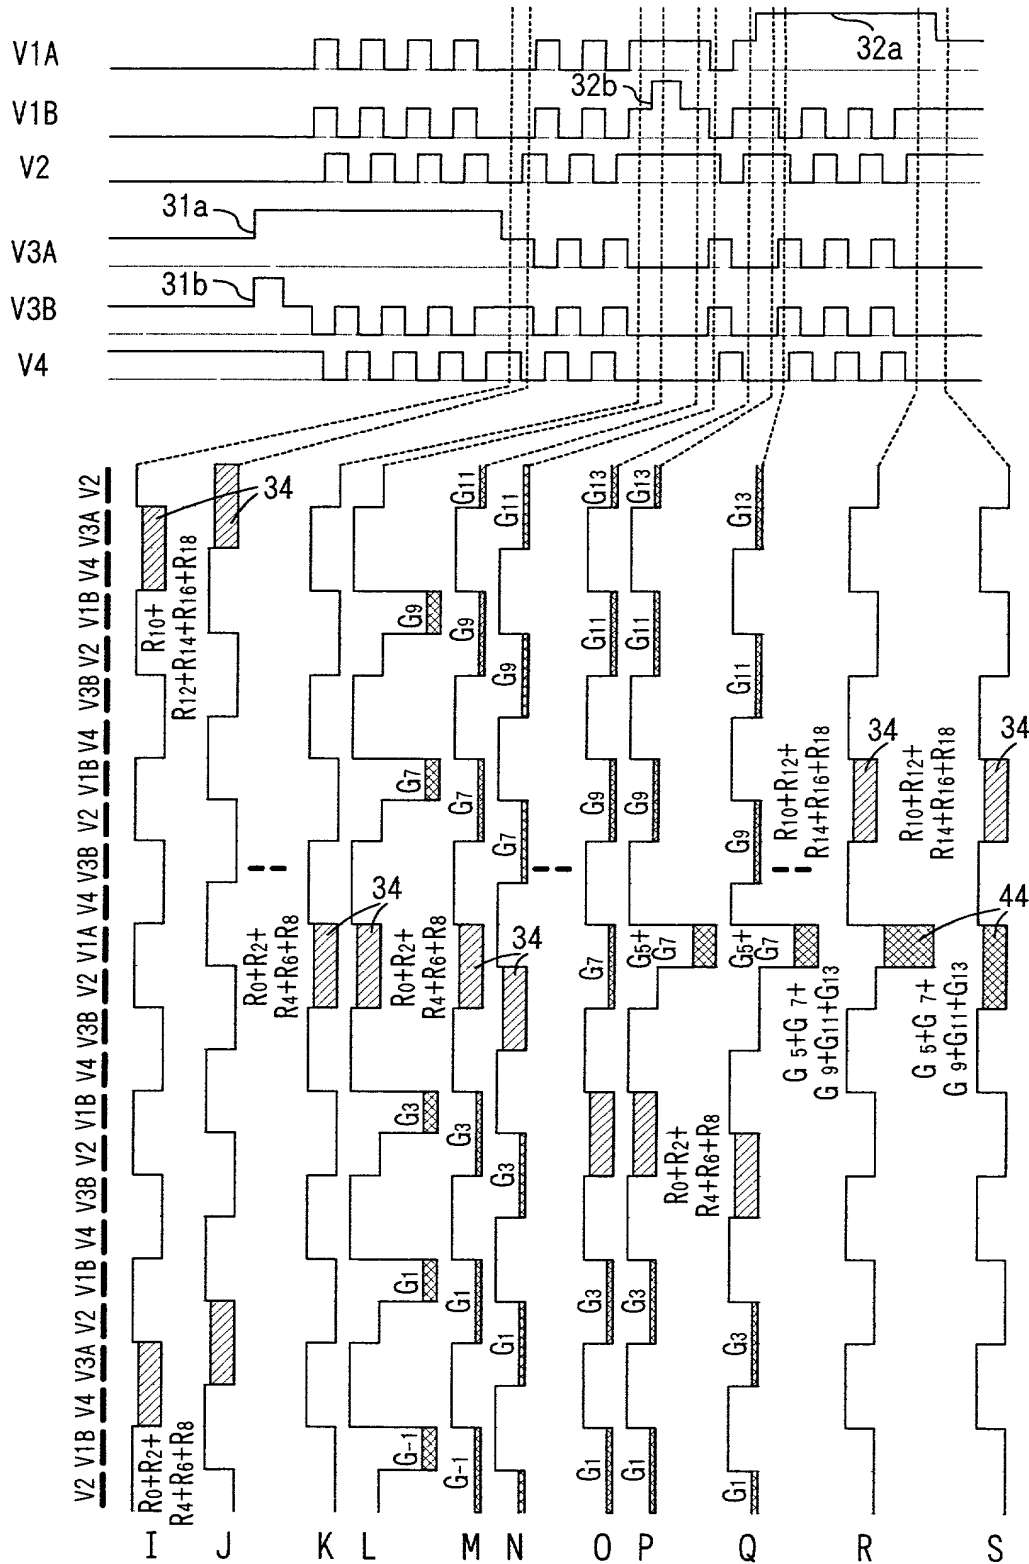 V1A
32a
32b
V1B
V2
31a
V3A
31b
V3B
V4
V2 V1B V4 V3A V2 V1B V4 V3B V2 V1B V4 V3B V2 V1A V4 V3B V2 V1B V4 V3B V2 V1B V4 V3A V2
34
R10+
R12+R14+R16+R18
R0+R2+
R4+R6+R8
R0+R2+
R4+R6+R8
34
G9
G7
G3
G1
G-1
R0+R2+
R4+R6+R8
G11
G9
G7
34
G3
G1
G-1
G11
G9
G7
G3
G1
G13
G11
G9
G7
G3
G1
G13
G11
G9
G5+
G7
G3
G1
R0+R2+
R4+R6+R8
G13
G11
G9
G5+
G7
G3
G1
R10+R12+
R14+R16+R18
34
G5+G7+
G9+G11+G13
R10+R12+
R14+R16+R18
34
44
G5+G7+
G9+G11+G13
I J K L M N O P Q R S